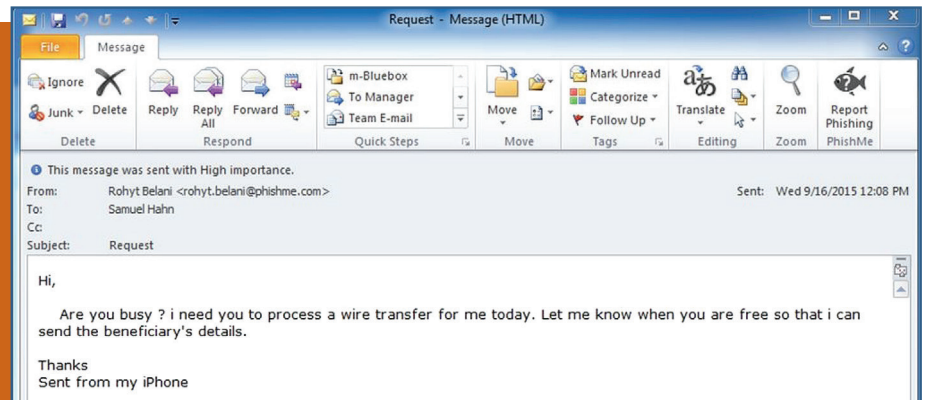 Request - Message (HTML)
File Message
Ignore
Junk
Delete
Reply
Reply All
Forward
m-Bluebox
To Manager
Team E-mail
Move
Mark Unread
Categorize
Follow Up
Translate
Zoom
Report Phishing
Delete Respond Quick Steps Move Tags Editing Zoom PhishMe
This message was sent with High importance.
From: Rohyt Belani <rohyt.belani@phishme.com> Sent: Wed 9/16/2015 12:08 PM
To: Samuel Hahn
Cc:
Subject: Request
Hi,
Are you busy ? i need you to process a wire transfer for me today. Let me know when you are free so that i can
send the beneficiary's details.
Thanks
Sent from my iPhone